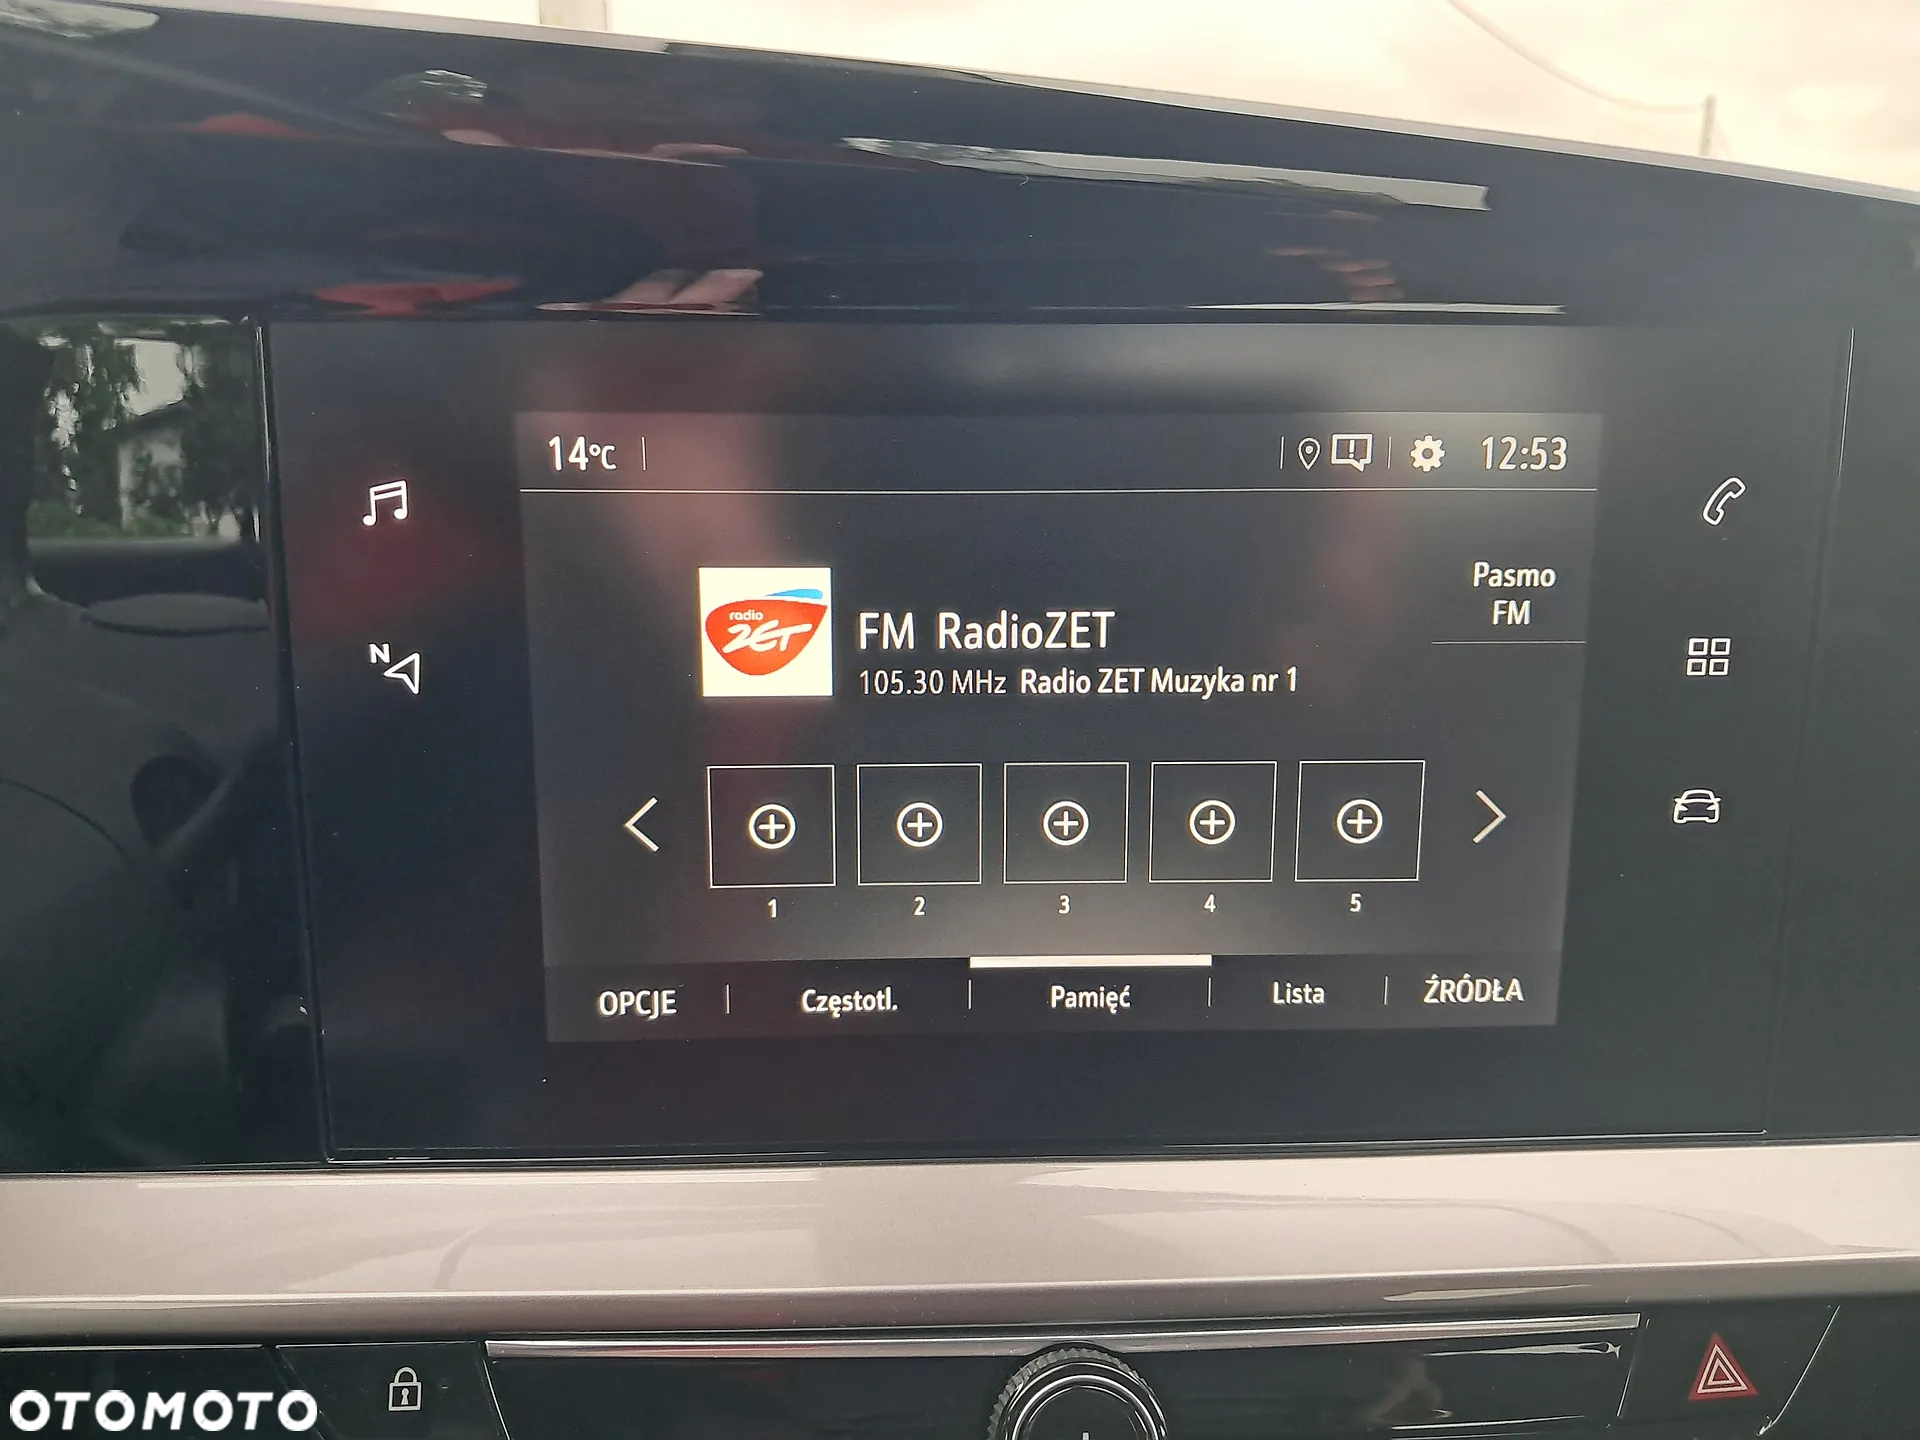 14°C
12:53
N
Pasmo
FM
radio
ZET
FM RadioZET
105.30 MHz Radio ZET Muzyka nr 1
1 2 3 4 5
OPCJE Częstotl. Pamięć Lista ŹRÓDŁA
OTOMOTO